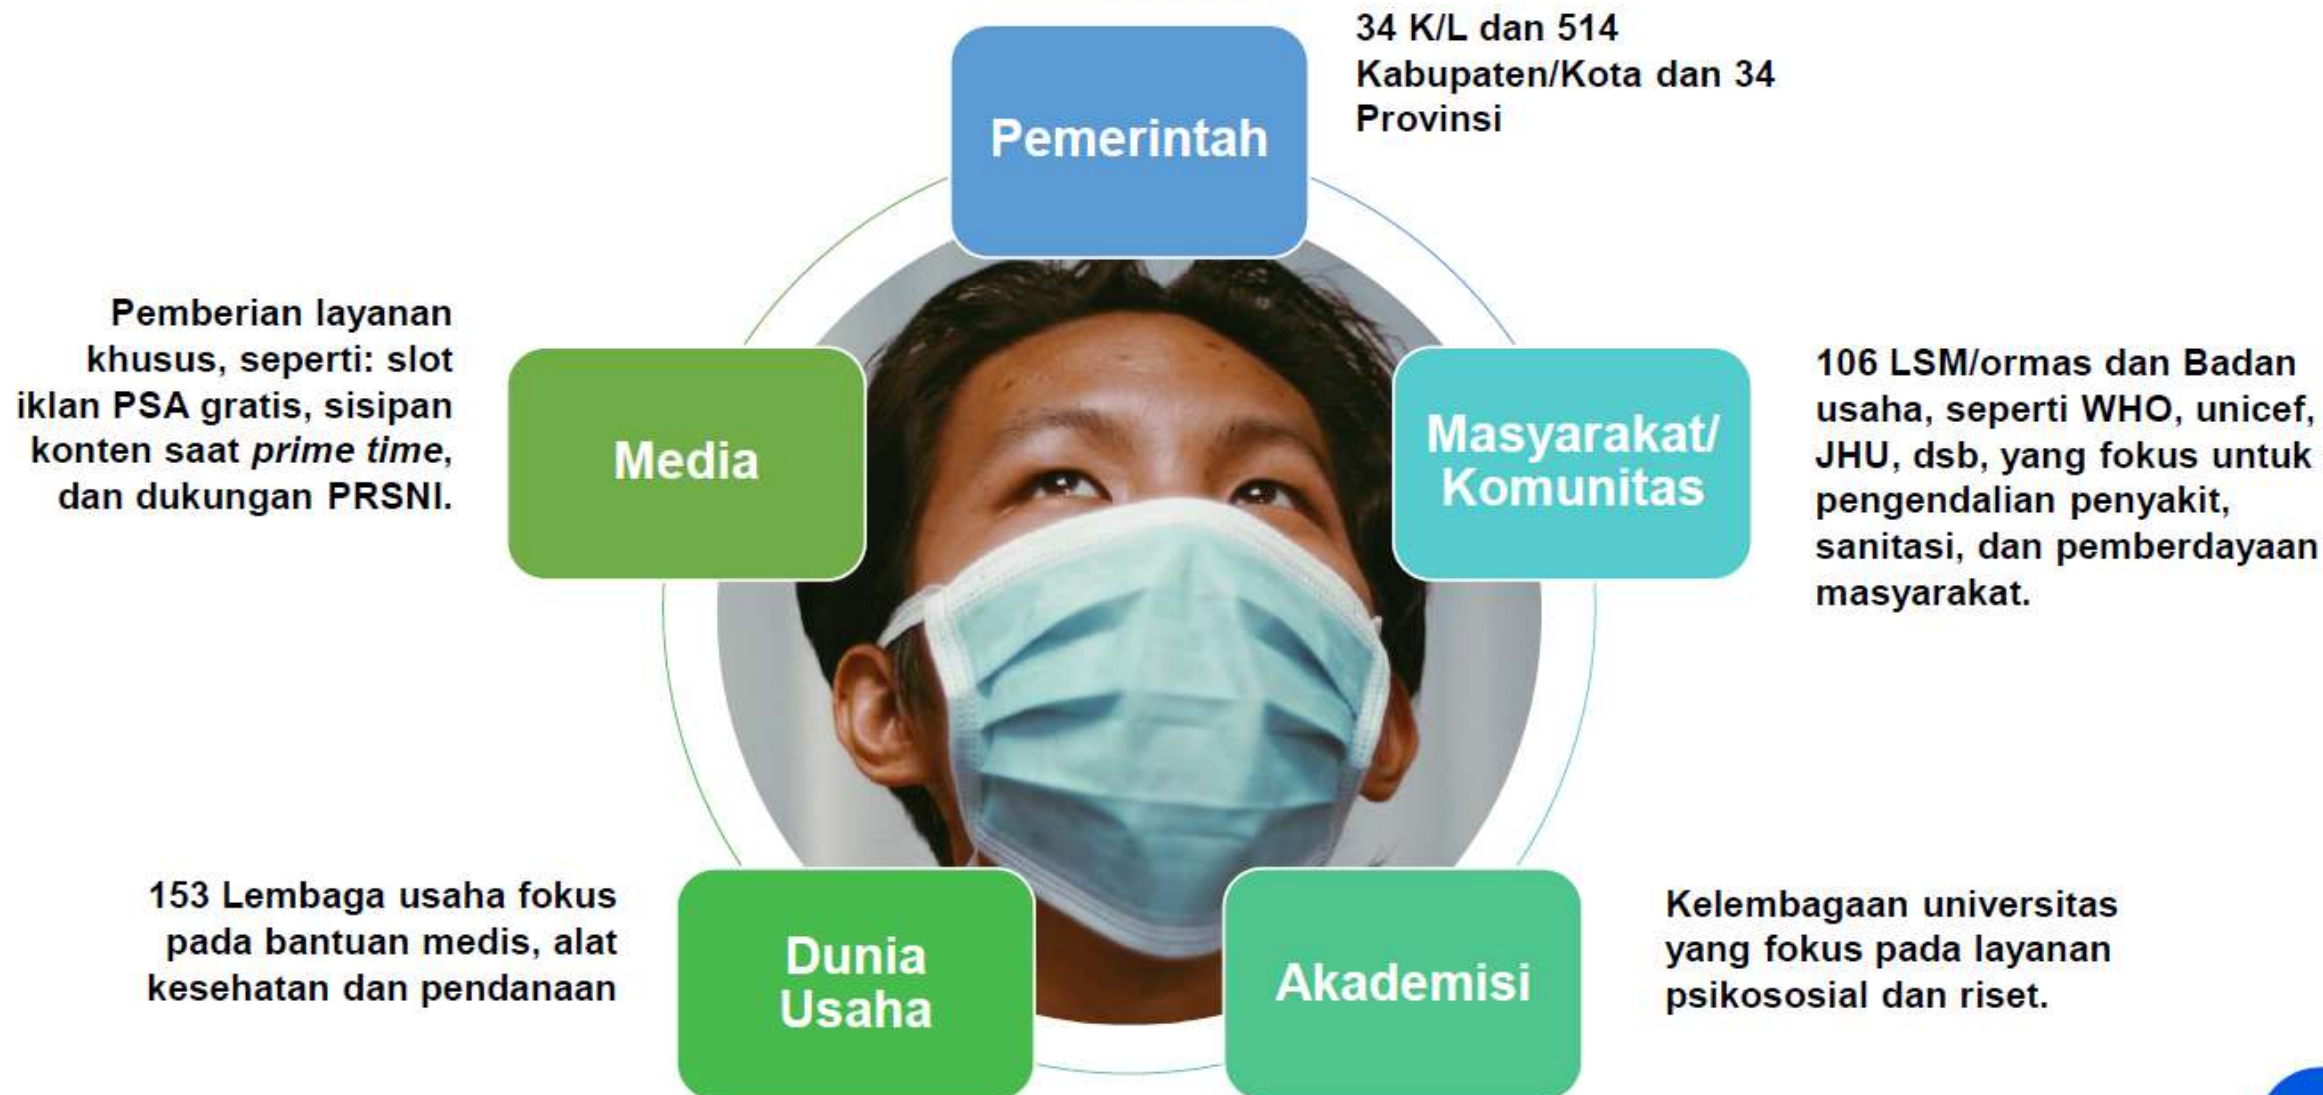 Pemerintah
34 K/L dan 514
Kabupaten/Kota dan 34
Provinsi
Masyarakat/
Komunitas
106 LSM/ormas dan Badan
usaha, seperti WHO, unicef,
JHU, dsb, yang fokus untuk
pengendalian penyakit,
sanitasi, dan pemberdayaan
masyarakat.
Akademisi
Kelembagaan universitas
yang fokus pada layanan
psikososial dan riset.
Dunia
Usaha
153 Lembaga usaha fokus
pada bantuan medis, alat
kesehatan dan pendanaan
Media
Pemberian layanan
khusus, seperti: slot
iklan PSA gratis, sisipan
konten saat prime time,
dan dukungan PRSNI.